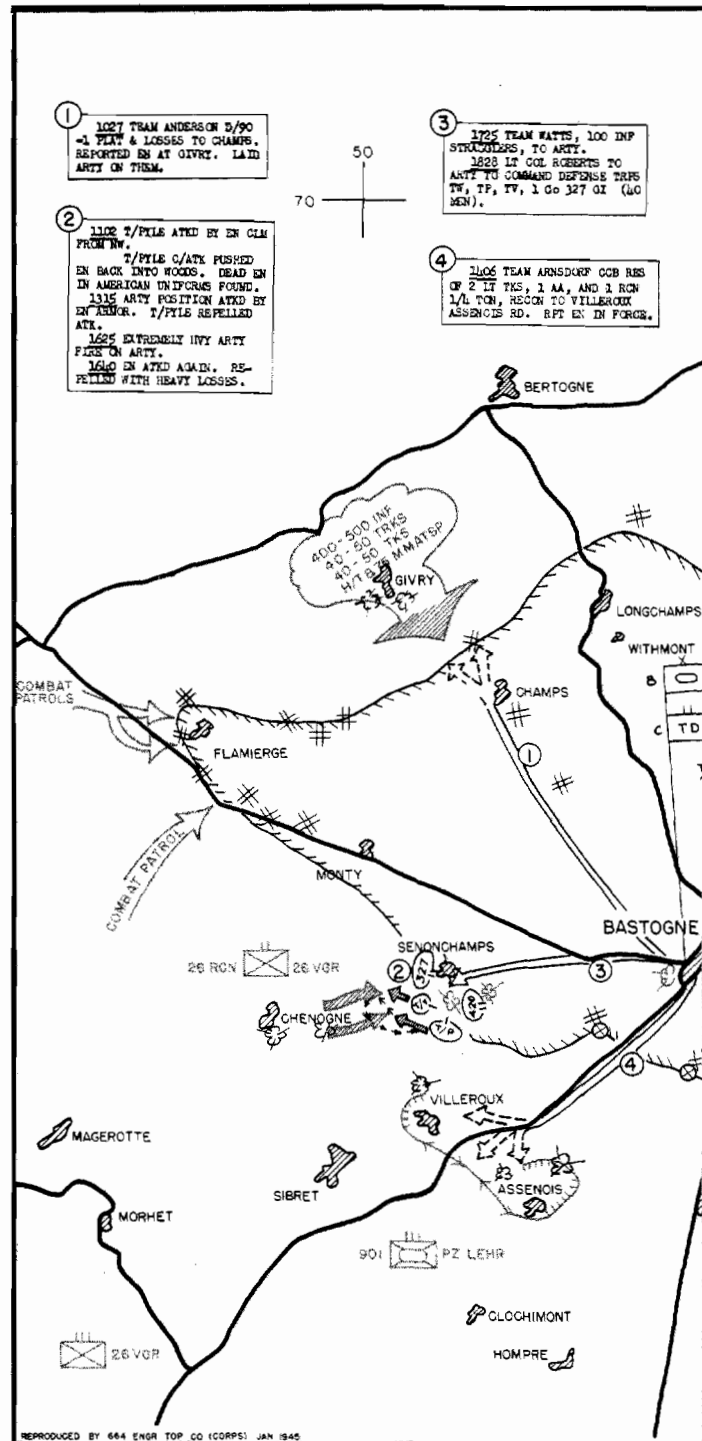 1
1027 TEAM ANDERSON D/90
-1 PLAT & LOSSES TO CHAMPS.
REPORTED EN AT GIVRY. LAID
ARTY ON THEM.
2
1102 T/PYLE ATKD BY EN CLM
FROM NW.
T/PYLE C/ATK PUSHED
EN BACK INTO WOODS. DEAD EN
IN AMERICAN UNIFORMS FOUND.
1315 ARTY POSITION ATKD BY
EN ARMOR. T/PYLE REPELLED
ATK.
1625 EXTREMELY HVY ARTY
FIRE ON ARTY.
1640 EN ATKD AGAIN. RE-
PELLED WITH HEAVY LOSSES.
50
70
3
1725 TEAM WATTS, 100 INF
STRAGGLERS, TO ARTY.
1828 LT COL ROBERTS TO
ARTY TO COMMAND DEFENSE TRPS
TW, TP, TV, 1 Co 327 GI (40
MEN).
4
1406 TEAM ARNSDORF CCB RES
OF 2 LT TKS, 1 AA, AND 1 RCN
1/4 TON, RECON TO VILLEROUX
ASSENOIS RD. RPT EN IN FORCE.
BERTOGNE
400-500 INF
40-50 TRKS
40-50 TKS
H/T & 75 MMATSP
GIVRY
LONGCHAMPS
WITHMONT
B
C TD
CHAMPS
1
COMBAT
PATROLS
FLAMIERGE
COMBAT PATROL
MONTY
BASTOGNE
SENONCHAMPS
26 RCN
26 VGR
2
327
3
420
T/P
CHENOGNE
4
VILLEROUX
MAGEROTTE
SIBRET
ASSENOIS
MORHET
901
PZ LEHR
CLOCHIMONT
26 VGR
HOMPRE
REPRODUCED BY 664 ENGR TOP CO (CORPS) JAN 1945